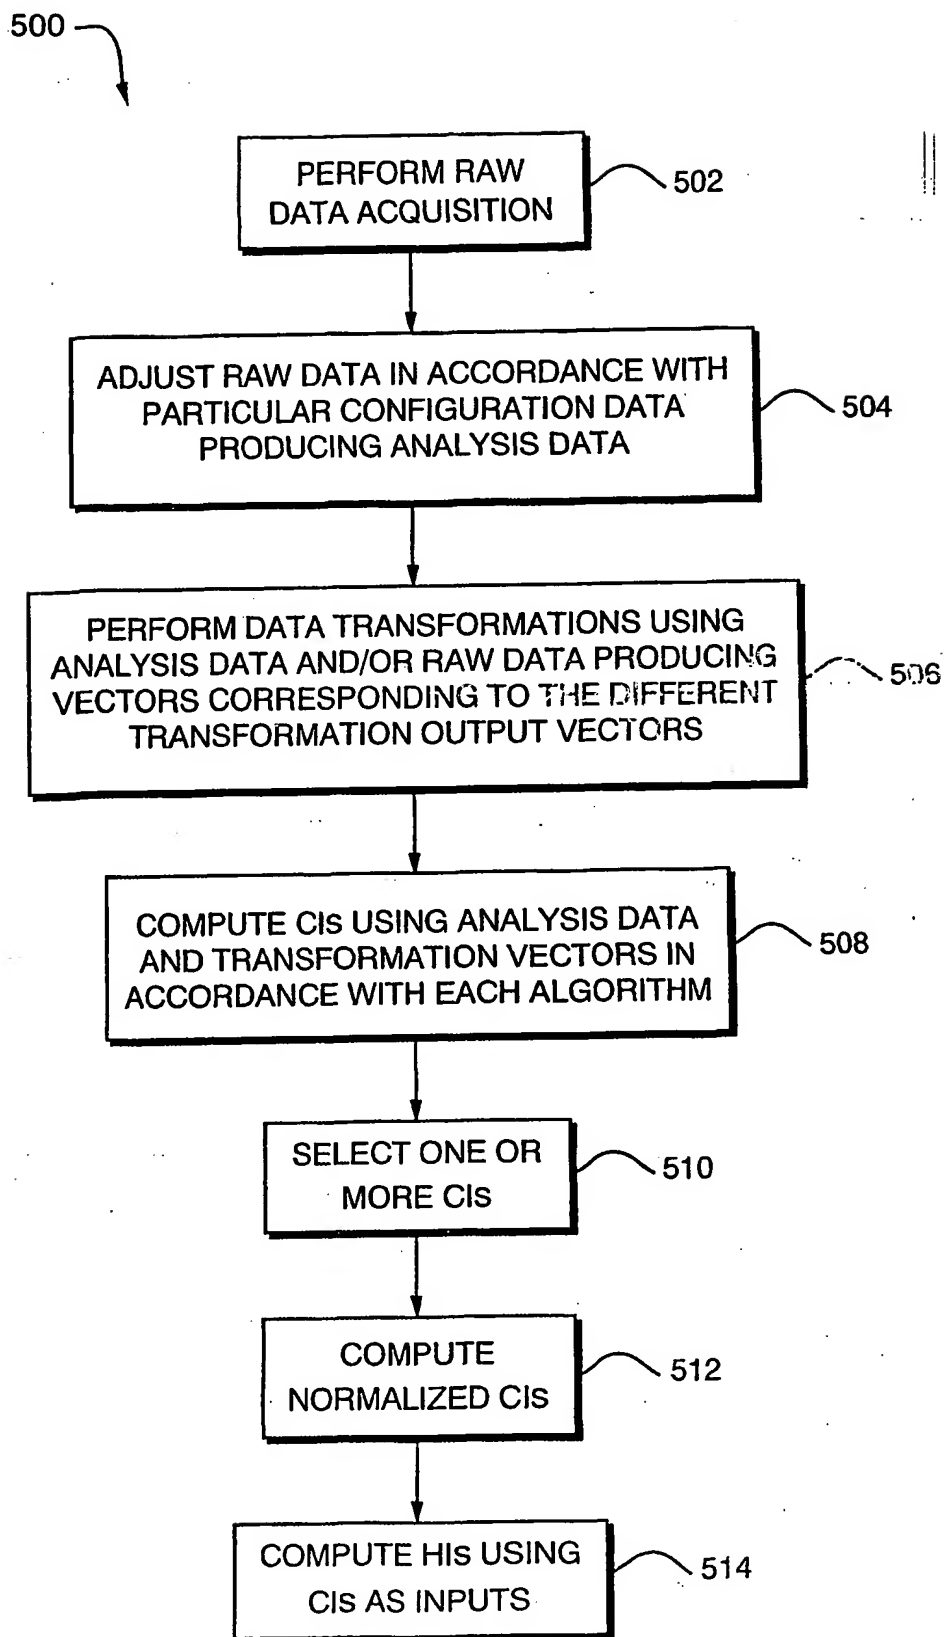 500
PERFORM RAW
DATA ACQUISITION
502
ADJUST RAW DATA IN ACCORDANCE WITH
PARTICULAR CONFIGURATION DATA
PRODUCING ANALYSIS DATA
504
PERFORM DATA TRANSFORMATIONS USING
ANALYSIS DATA AND/OR RAW DATA PRODUCING
VECTORS CORRESPONDING TO THE DIFFERENT
TRANSFORMATION OUTPUT VECTORS
506
COMPUTE CIs USING ANALYSIS DATA
AND TRANSFORMATION VECTORS IN
ACCORDANCE WITH EACH ALGORITHM
508
SELECT ONE OR
MORE CIs
510
COMPUTE
NORMALIZED CIs
512
COMPUTE HIs USING
CIs AS INPUTS
514